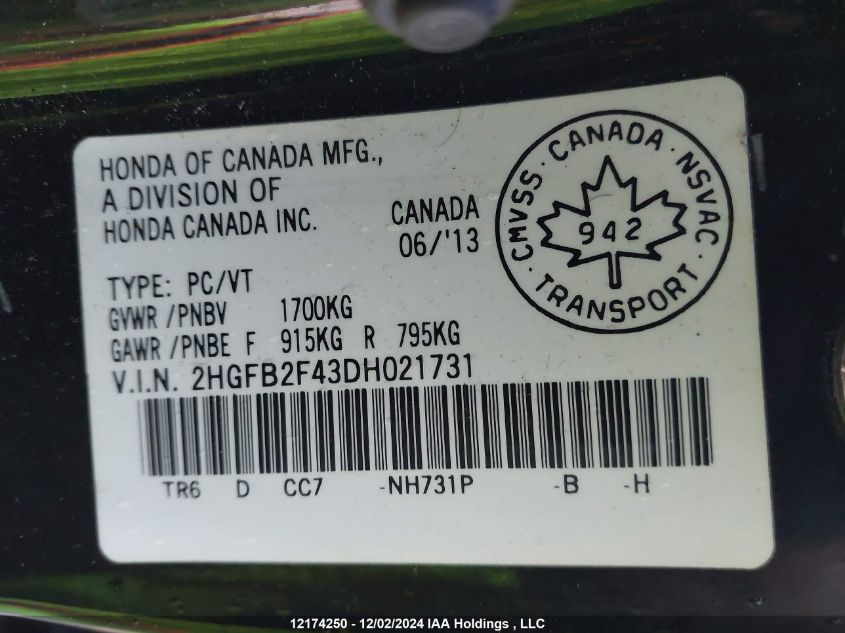 HONDA OF CANADA MFG.,
A DIVISION OF
HONDA CANADA INC.
CANADA
06/'13
TYPE: PC/VT
GVWR /PNBV 1700KG
GAWR /PNBE F 915KG R 795KG
V.I.N. 2HGFB2F43DH021731
TR6 D CC7 -NH731P -B -H
CMVSS · CANADA · NSVAC · TRANSPORT ·
942
12174250 - 12/02/2024 IAA Holdings , LLC